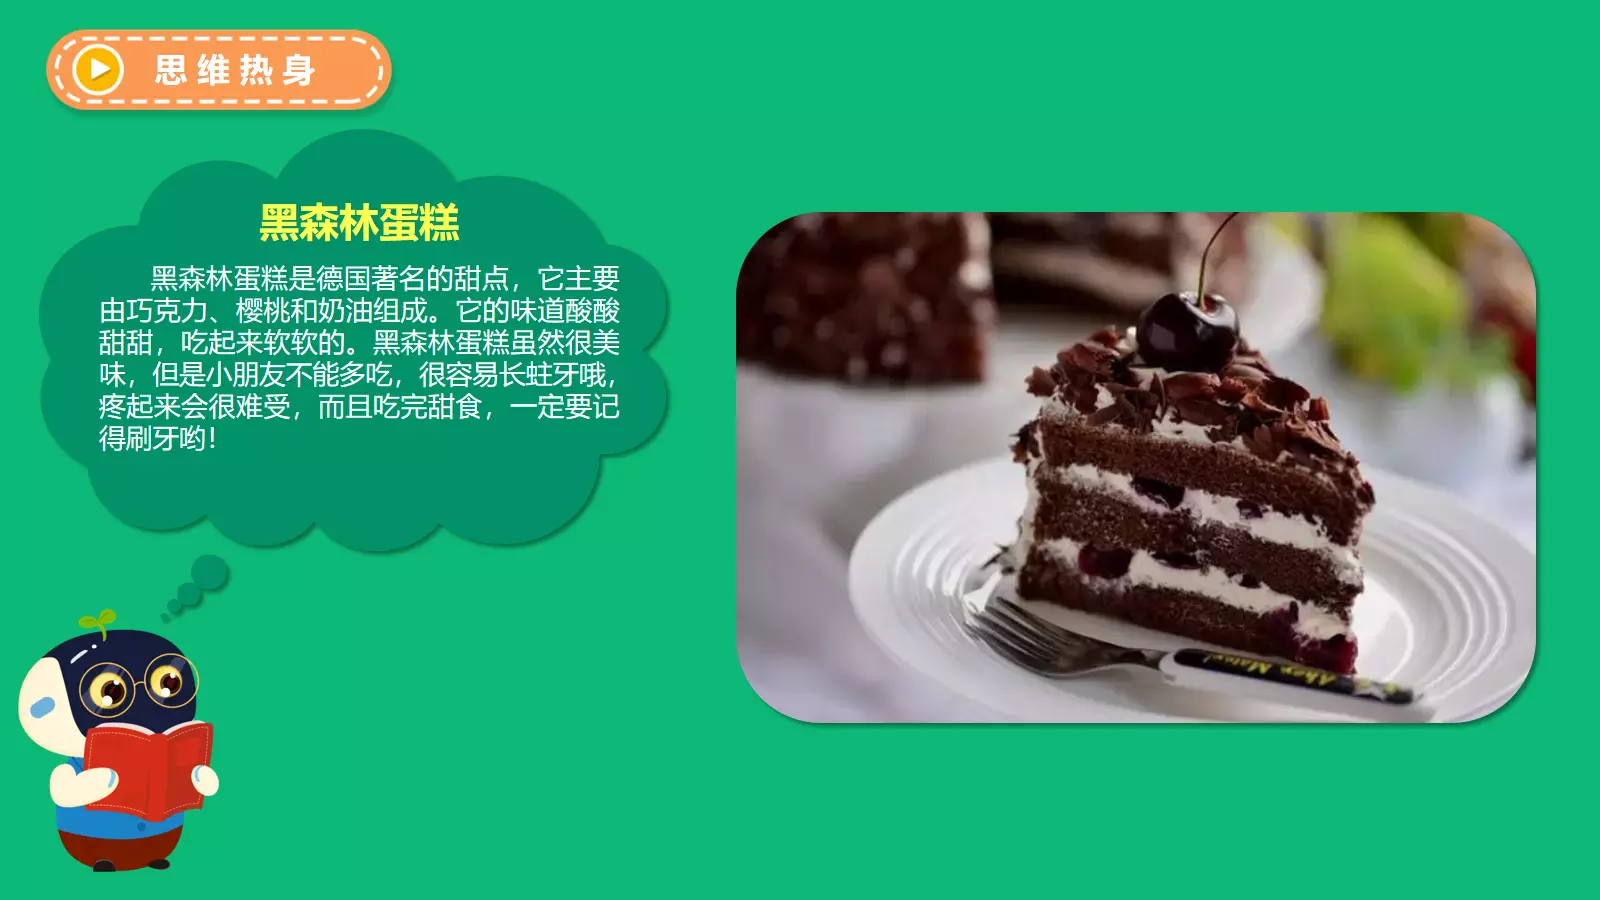 思维热身
黑森林蛋糕
黑森林蛋糕是德国著名的甜点，它主要
由巧克力、樱桃和奶油组成。它的味道酸酸
甜甜，吃起来软软的。黑森林蛋糕虽然很美
味，但是小朋友不能多吃，很容易长蛀牙哦，
疼起来会很难受，而且吃完甜食，一定要记
得刷牙哟！